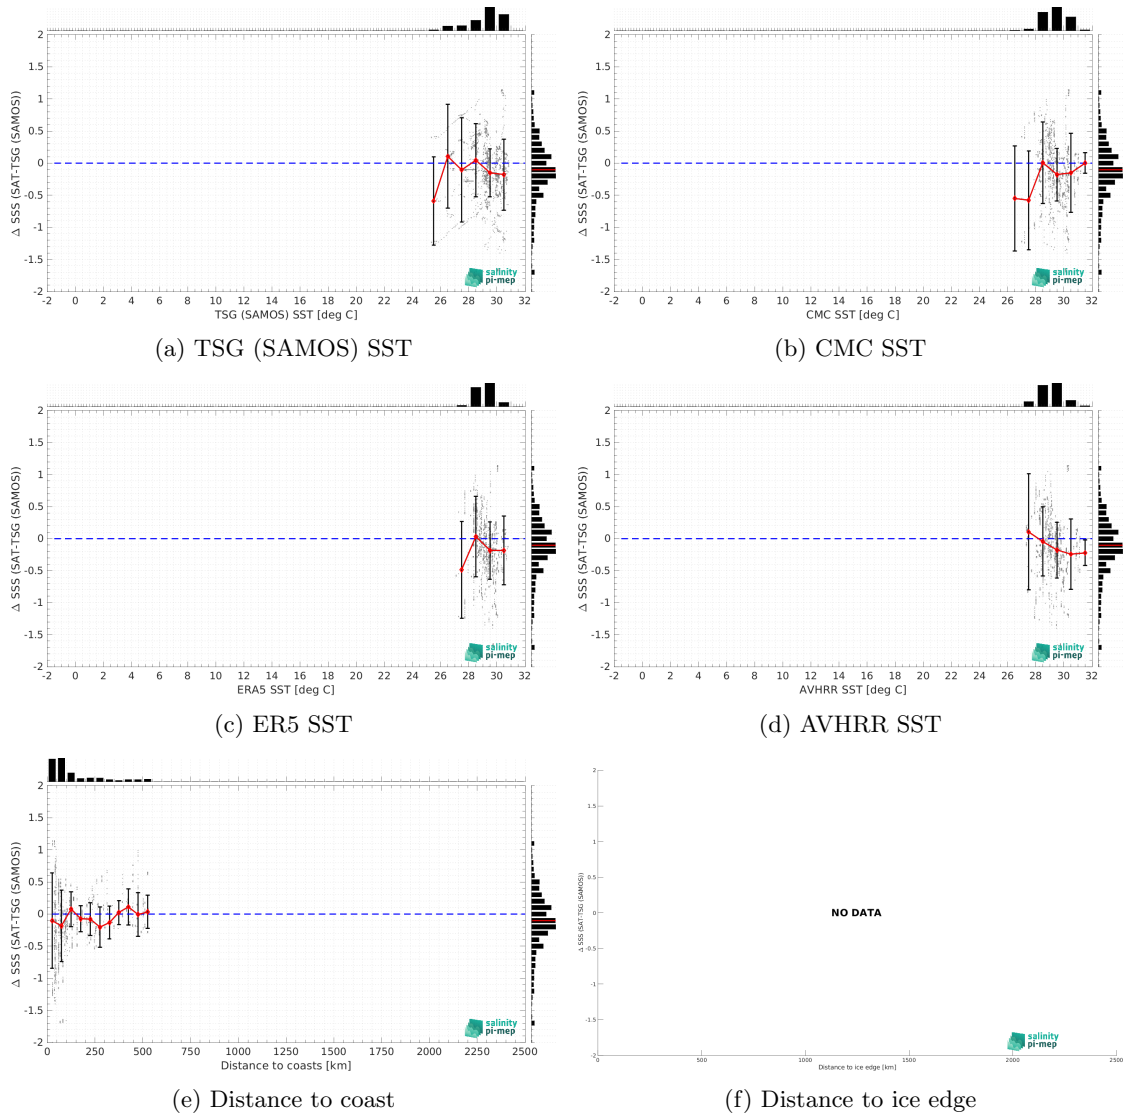 2
1.5
1
0.5
0
-0.5
-1
-1.5
-2
Δ SSS (SAT-TSG (SAMOS))
-2 0 2 4 6 8 10 12 14 16 18 20 22 24 26 28 30 32
TSG (SAMOS) SST [deg C]
salinity
pi-mep
(a) TSG (SAMOS) SST
2
1.5
1
0.5
0
-0.5
-1
-1.5
-2
Δ SSS (SAT-TSG (SAMOS))
-2 0 2 4 6 8 10 12 14 16 18 20 22 24 26 28 30 32
CMC SST [deg C]
salinity
pi-mep
(b) CMC SST
2
1.5
1
0.5
0
-0.5
-1
-1.5
-2
Δ SSS (SAT-TSG (SAMOS))
-2 0 2 4 6 8 10 12 14 16 18 20 22 24 26 28 30 32
ERA5 SST [deg C]
salinity
pi-mep
(c) ER5 SST
2
1.5
1
0.5
0
-0.5
-1
-1.5
-2
Δ SSS (SAT-TSG (SAMOS))
-2 0 2 4 6 8 10 12 14 16 18 20 22 24 26 28 30 32
AVHRR SST [deg C]
salinity
pi-mep
(d) AVHRR SST
2
1.5
1
0.5
0
-0.5
-1
-1.5
-2
Δ SSS (SAT-TSG (SAMOS))
0 250 500 750 1000 1250 1500 1750 2000 2250 2500
Distance to coasts [km]
salinity
pi-mep
(e) Distance to coast
2
1.5
1
0.5
0
-0.5
-1
-1.5
-2
Δ SSS (SAT-TSG (SAMOS))
NO DATA
0 500 1000 1500 2000 2500
Distance to ice edge [km]
salinity
pi-mep
(f) Distance to ice edge